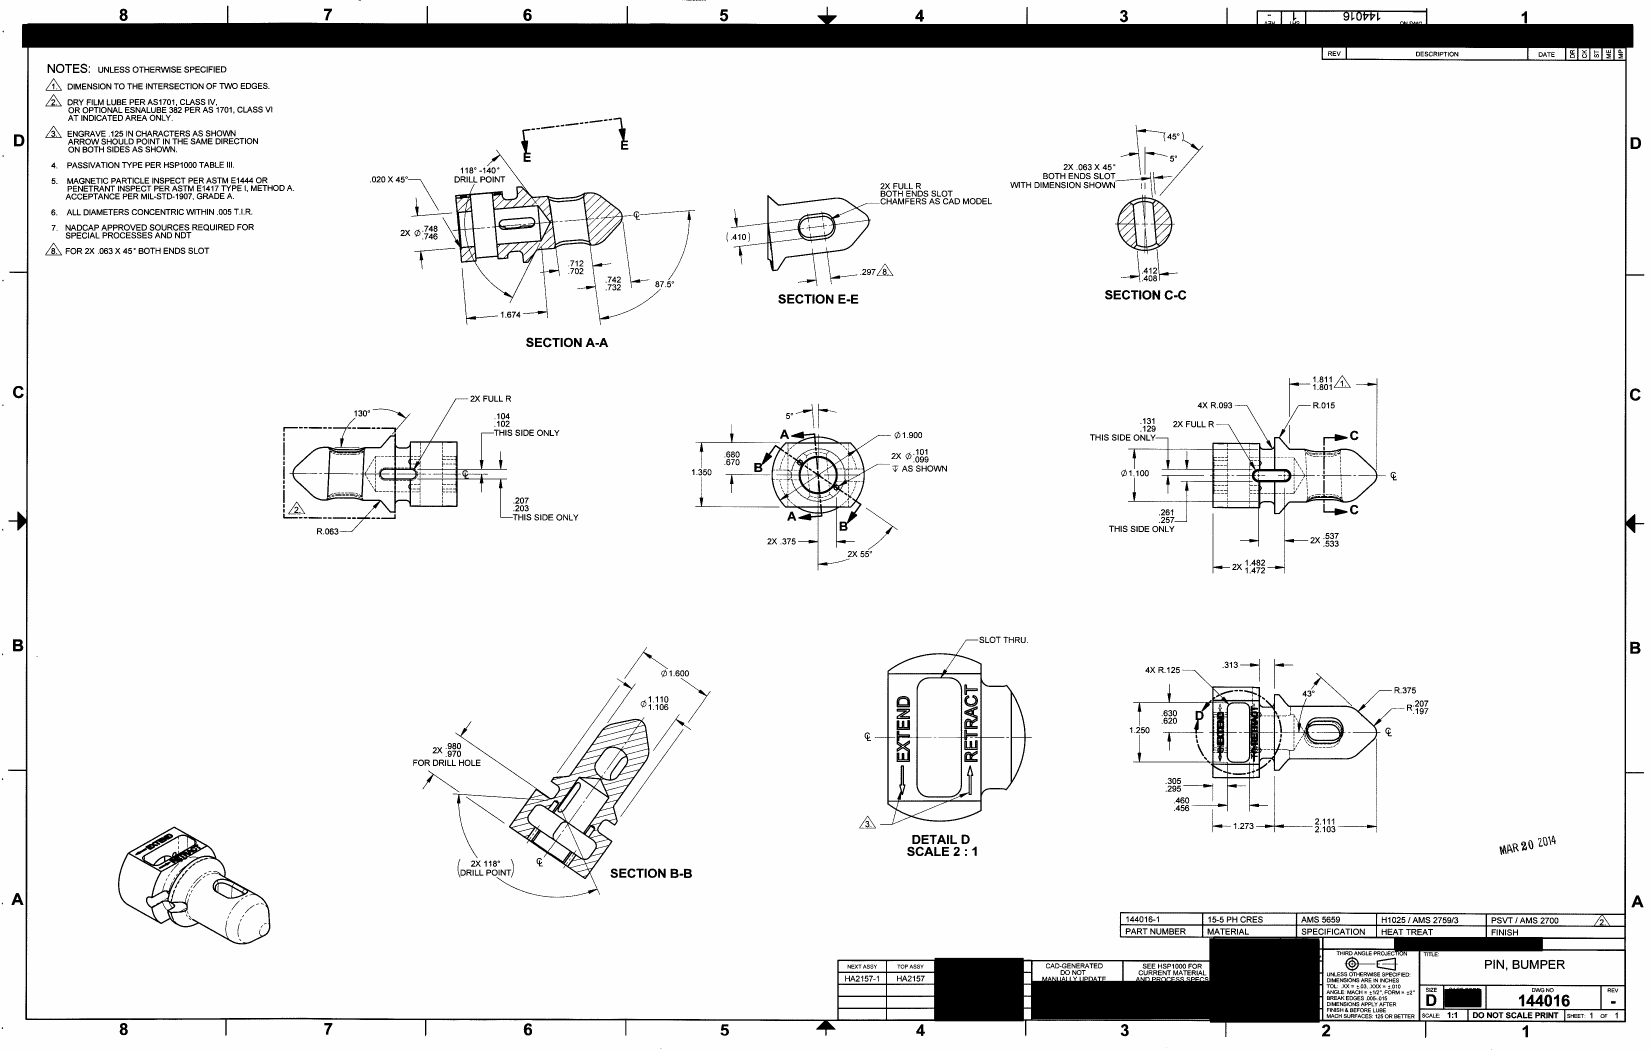 8 7 6 5 4 3 1
REV SHT 144016 DWG NO
REV DESCRIPTION DATE DR CK ST ME MP
NOTES: UNLESS OTHERWISE SPECIFIED
1. DIMENSION TO THE INTERSECTION OF TWO EDGES.
2. DRY FILM LUBE PER AS1701, CLASS IV,
OR OPTIONAL ESNALUBE 382 PER AS 1701, CLASS VI
AT INDICATED AREA ONLY.
3. ENGRAVE .125 IN CHARACTERS AS SHOWN
ARROW SHOULD POINT IN THE SAME DIRECTION
ON BOTH SIDES AS SHOWN.
4. PASSIVATION TYPE PER HSP1000 TABLE III.
5. MAGNETIC PARTICLE INSPECT PER ASTM E1444 OR
PENETRANT INSPECT PER ASTM E1417 TYPE I, METHOD A.
ACCEPTANCE PER MIL-STD-1907, GRADE A.
6. ALL DIAMETERS CONCENTRIC WITHIN .005 T.I.R.
7. NADCAP APPROVED SOURCES REQUIRED FOR
SPECIAL PROCESSES AND NDT
8. FOR 2X .063 X 45° BOTH ENDS SLOT
D
D
E E
118° -140°
DRILL POINT
.020 X 45°
2X ⌀ .748
.746
℄
.712
.702
.742
.732
87.5°
1.674
SECTION A-A
2X FULL R
BOTH ENDS SLOT
CHAMFERS AS CAD MODEL
(.410)
.297 8.
SECTION E-E
(45°)
5°
2X .063 X 45°
BOTH ENDS SLOT
WITH DIMENSION SHOWN
.412
.408
SECTION C-C
C
C
130°
2X FULL R
.104
.102
THIS SIDE ONLY
℄
.207
.203
THIS SIDE ONLY
2.
R.063
5°
A
⌀1.900
.680
.670
B
1.350
2X ⌀ .101
.099
AS SHOWN
A
B
2X .375
2X 55°
1.811
1.801 1.
4X R.093
R.015
.131
.129
THIS SIDE ONLY
2X FULL R
C
⌀1.100
℄
C
.261
.257
THIS SIDE ONLY
2X .537
.533
2X 1.482
1.472
B
B
⌀1.600
⌀ 1.110
1.106
2X .980
.970
FOR DRILL HOLE
℄
(2X 118°
DRILL POINT)
SECTION B-B
SLOT THRU.
EXTEND
RETRACT
℄
3.
DETAIL D
SCALE 2 : 1
4X R.125
.313
43°
R.375
R .207
.197
.630
.620
D
1.250
EXTEND
RETRACT
℄
.305
.295
.460
.456
1.273
2.111
2.103
MAR 20 2014
EXTEND
RETRACT
A
A
144016-1 15-5 PH CRES AMS 5659 H1025 / AMS 2759/3 PSVT / AMS 2700 2.
PART NUMBER MATERIAL SPECIFICATION HEAT TREAT FINISH
NEXT ASSY TOP ASSY
HA2157-1 HA2157
CAD-GENERATED
DO NOT
MANUALLY UPDATE
SEE HSP1000 FOR
CURRENT MATERIAL
AND PROCESS SPECS
THIRD ANGLE PROJECTION
UNLESS OTHERWISE SPECIFIED:
DIMENSIONS ARE IN INCHES
TOL: .XX = ±.03, .XXX = ±.010
ANGLE: MACH = ±1/2°, FORM = ±2°
BREAK EDGES .005-.015
DIMENSIONS APPLY AFTER
FINISH & BEFORE LUBE
MACH SURFACES: 125 OR BETTER
TITLE:
PIN, BUMPER
SIZE
D
DWG NO
144016
REV
-
SCALE: 1:1 DO NOT SCALE PRINT SHEET: 1 OF 1
8 7 6 5 4 3 2 1